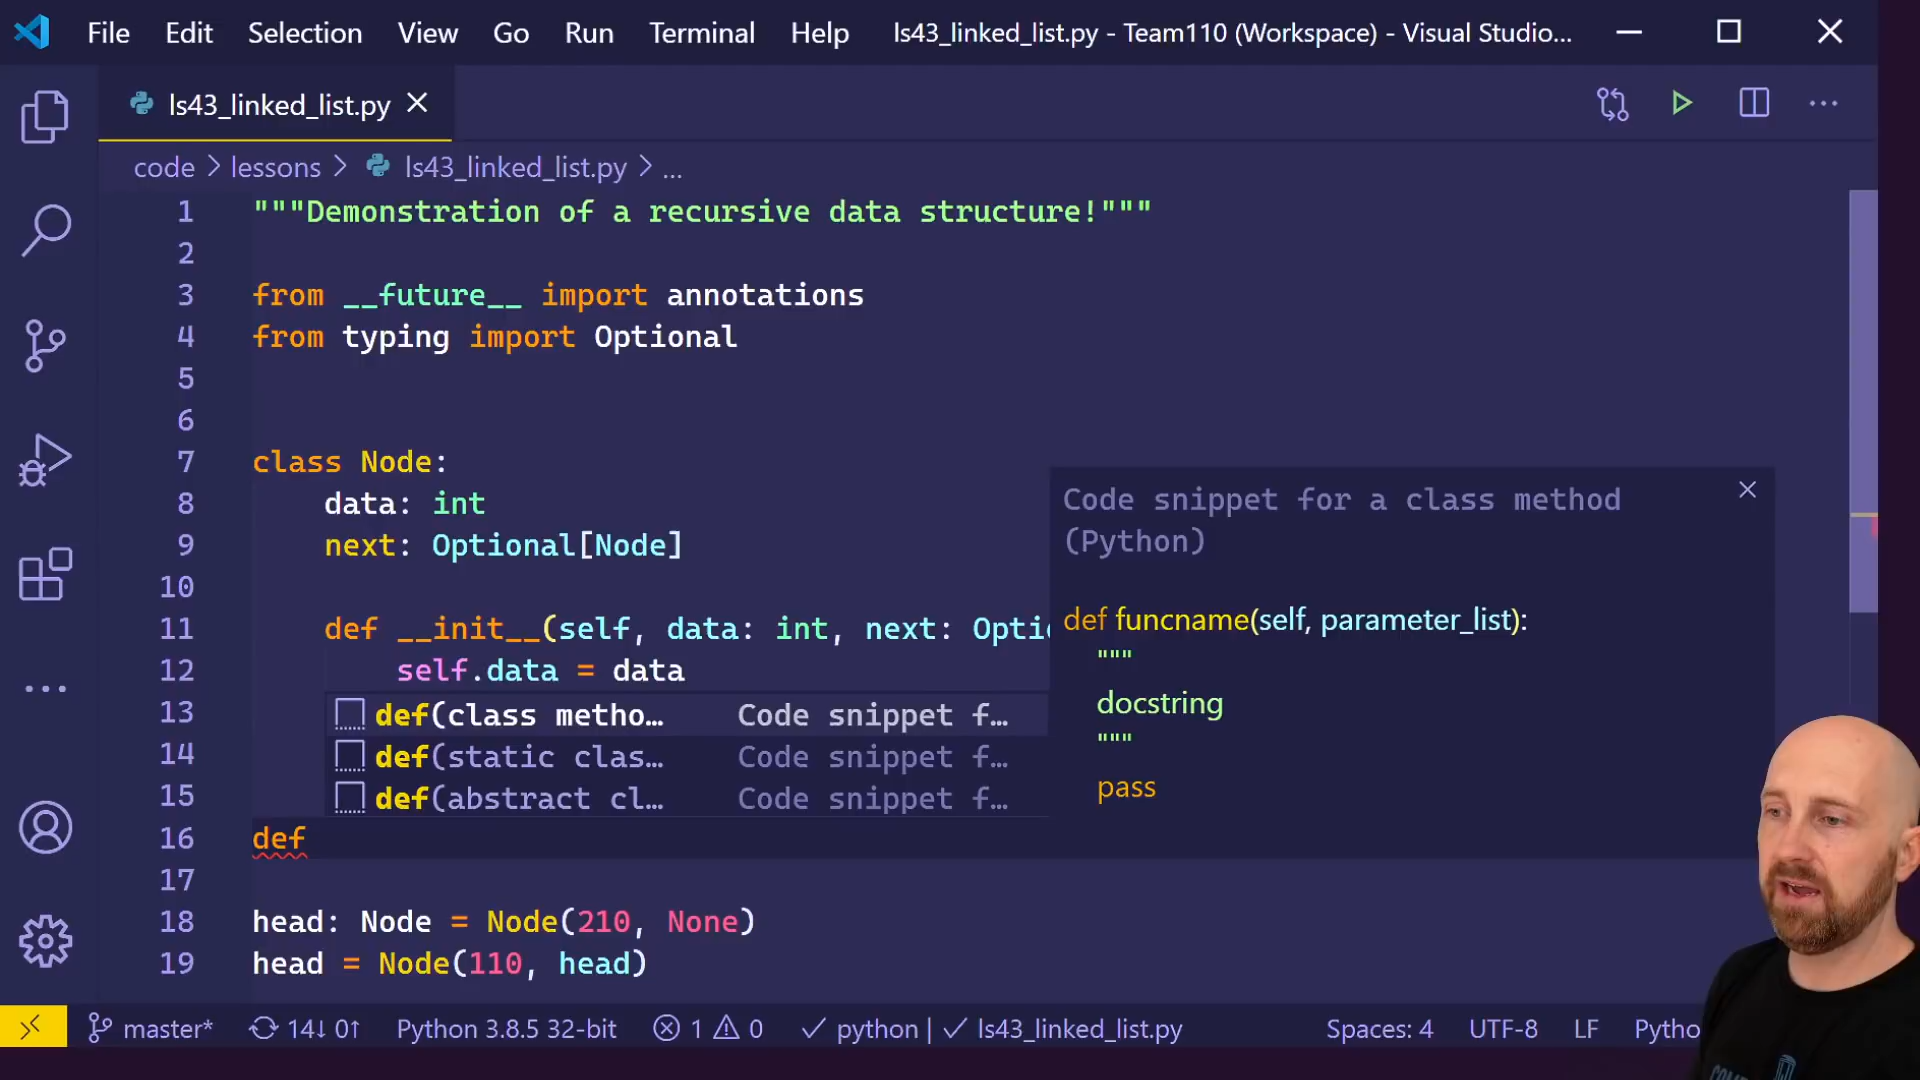 File Edit Selection View Go Run Terminal Help ls43_linked_list.py - Team110 (Workspace) - Visual Studio...
ls43_linked_list.py
code > lessons > ls43_linked_list.py > ...
1 """Demonstration of a recursive data structure!"""
2
3 from __future__ import annotations
4 from typing import Optional
5
6
7 class Node:
8 data: int
9 next: Optional[Node]
10
11 def __init__(self, data: int, next: Optio
12 self.data = data
13
14
15
16 def
17
18 head: Node = Node(210, None)
19 head = Node(110, head)
def(class metho… Code snippet f…
def(static clas… Code snippet f…
def(abstract cl… Code snippet f…
Code snippet for a class method
(Python)
def funcname(self, parameter_list):
"""
docstring
"""
pass
master* 14↓ 0↑ Python 3.8.5 32-bit 1 0 python | ls43_linked_list.py Spaces: 4 UTF-8 LF Pytho